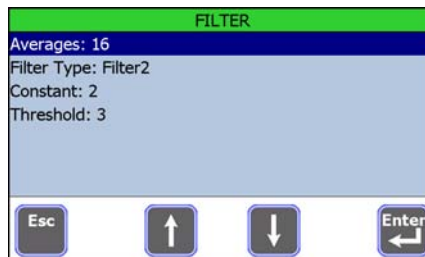 FILTER
Averages: 16
Filter Type: Filter2
Constant: 2
Threshold: 3
Esc
Enter